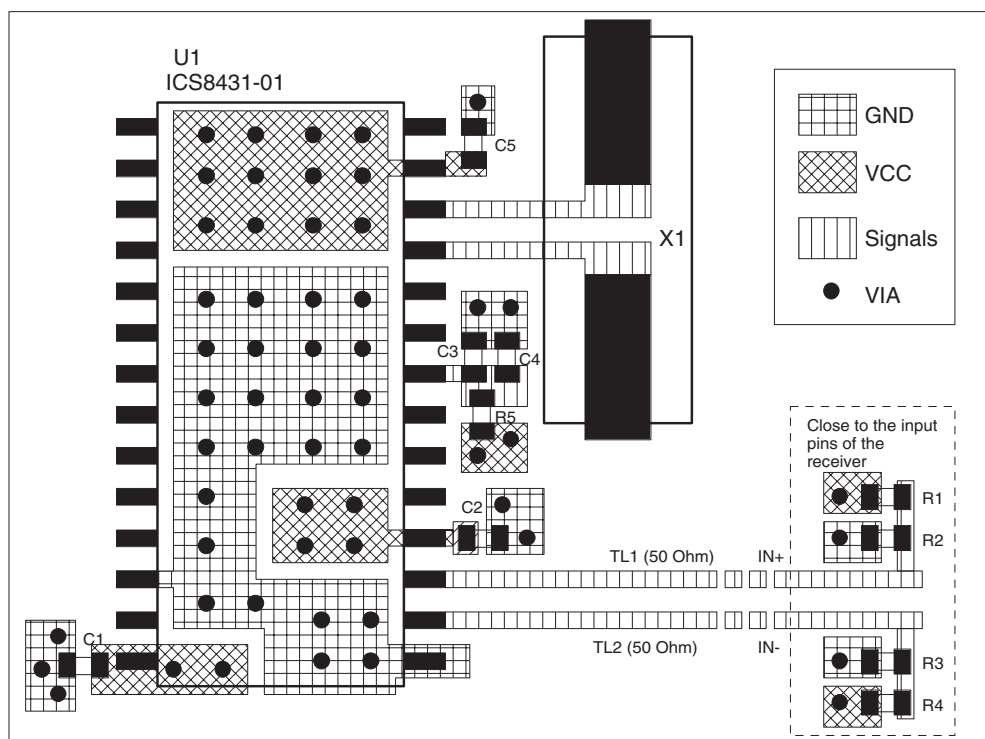 U1
ICS8431-01
C5
X1
GND
VCC
Signals
VIA
C3
C4
R5
C2
C1
Close to the input
pins of the
receiver
R1
R2
TL1 (50 Ohm)
IN+
TL2 (50 Ohm)
IN-
R3
R4